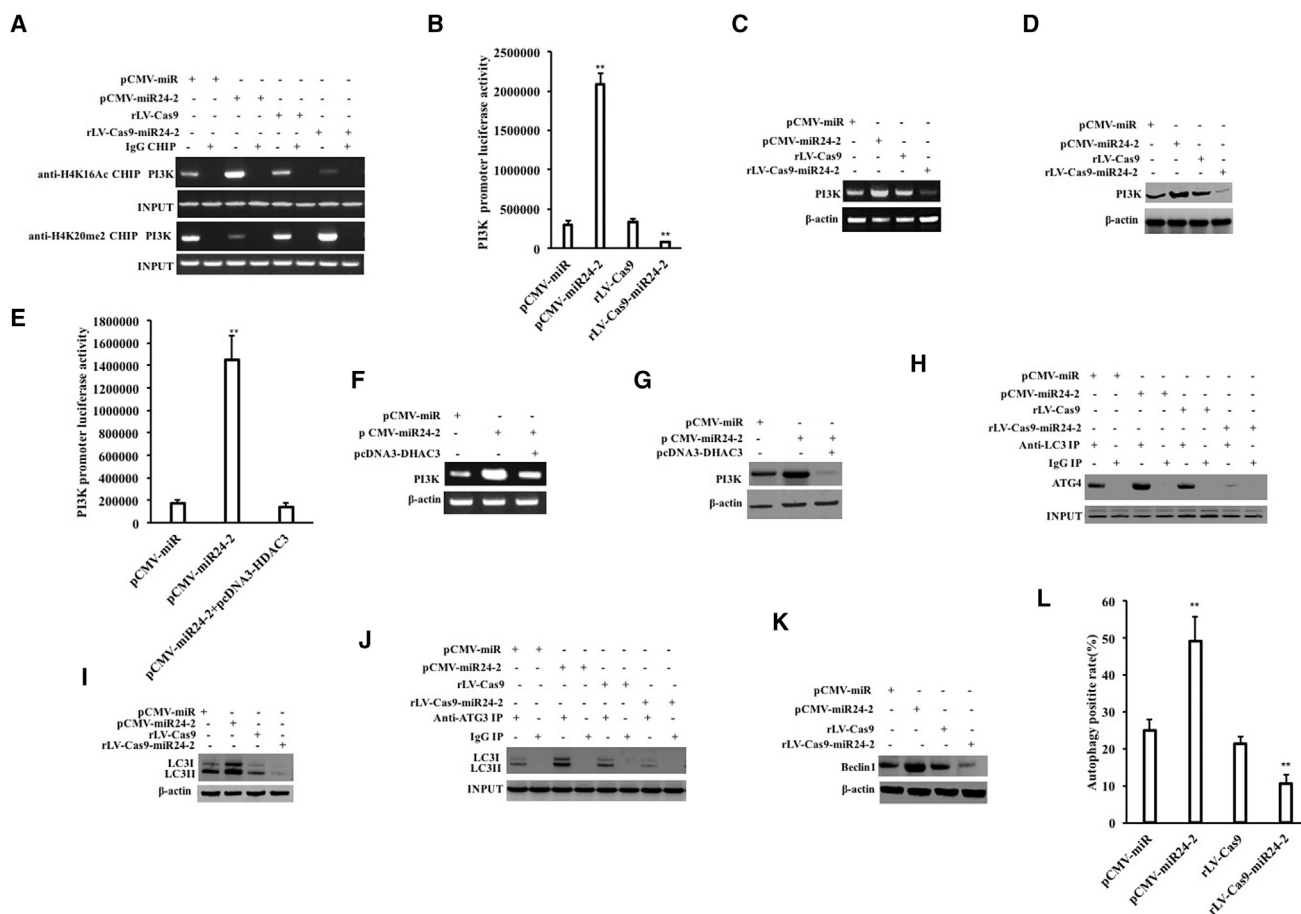 A
pCMV-miR + + - - - - - -
pCMV-miR24-2 - - + + - - - -
rLV-Cas9 - - - - + + - -
rLV-Cas9-miR24-2 - - - - - - + +
IgG CHIP - + - + - + - +
anti-H4K16Ac CHIP PI3K
INPUT
anti-H4K20me2 CHIP PI3K
INPUT
B
PI3K promoter luciferase activity
2500000
2000000
1500000
1000000
500000
0
**
**
pCMV-miR
pCMV-miR24-2
rLV-Cas9
rLV-Cas9-miR24-2
C
pCMV-miR + - - -
pCMV-miR24-2 - + - -
rLV-Cas9 - - + -
rLV-Cas9-miR24-2 - - - +
PI3K
β-actin
D
pCMV-miR + - - -
pCMV-miR24-2 - + - -
rLV-Cas9 - - + -
rLV-Cas9-miR24-2 - - - +
PI3K
β-actin
E
PI3K promoter luciferase activity
1800000
1600000
1400000
1200000
1000000
800000
600000
400000
200000
0
**
pCMV-miR
pCMV-miR24-2
pCMV-miR24-2+pcDNA3-HDAC3
F
pCMV-miR + - -
p CMV-miR24-2 - + +
pcDNA3-DHAC3 - - +
PI3K
β-actin
G
pCMV-miR + - -
p CMV-miR24-2 - + +
pcDNA3-DHAC3 - - +
PI3K
β-actin
H
pCMV-miR + + - - - - - -
pCMV-miR24-2 - - + + - - - -
rLV-Cas9 - - - - + + - -
rLV-Cas9-miR24-2 - - - - - - + +
Anti-LC3 IP + - + - + - + -
IgG IP - + - + - + - +
ATG4
INPUT
I
pCMV-miR + - - -
pCMV-miR24-2 - + - -
rLV-Cas9 - - + -
rLV-Cas9-miR24-2 - - - +
LC3I
LC3II
β-actin
J
pCMV-miR + + - - - - - -
pCMV-miR24-2 - - + + - - - -
rLV-Cas9 - - - - + + - -
rLV-Cas9-miR24-2 - - - - - - + +
Anti-ATG3 IP + - + - + - + -
IgG IP - + - + - + - +
LC3I
LC3II
INPUT
K
pCMV-miR + - - -
pCMV-miR24-2 - + - -
rLV-Cas9 - - + -
rLV-Cas9-miR24-2 - - - +
Beclin1
β-actin
L
Autophagy positite rate(%)
60
50
40
30
20
10
0
**
**
pCMV-miR
pCMV-miR24-2
rLV-Cas9
rLV-Cas9-miR24-2